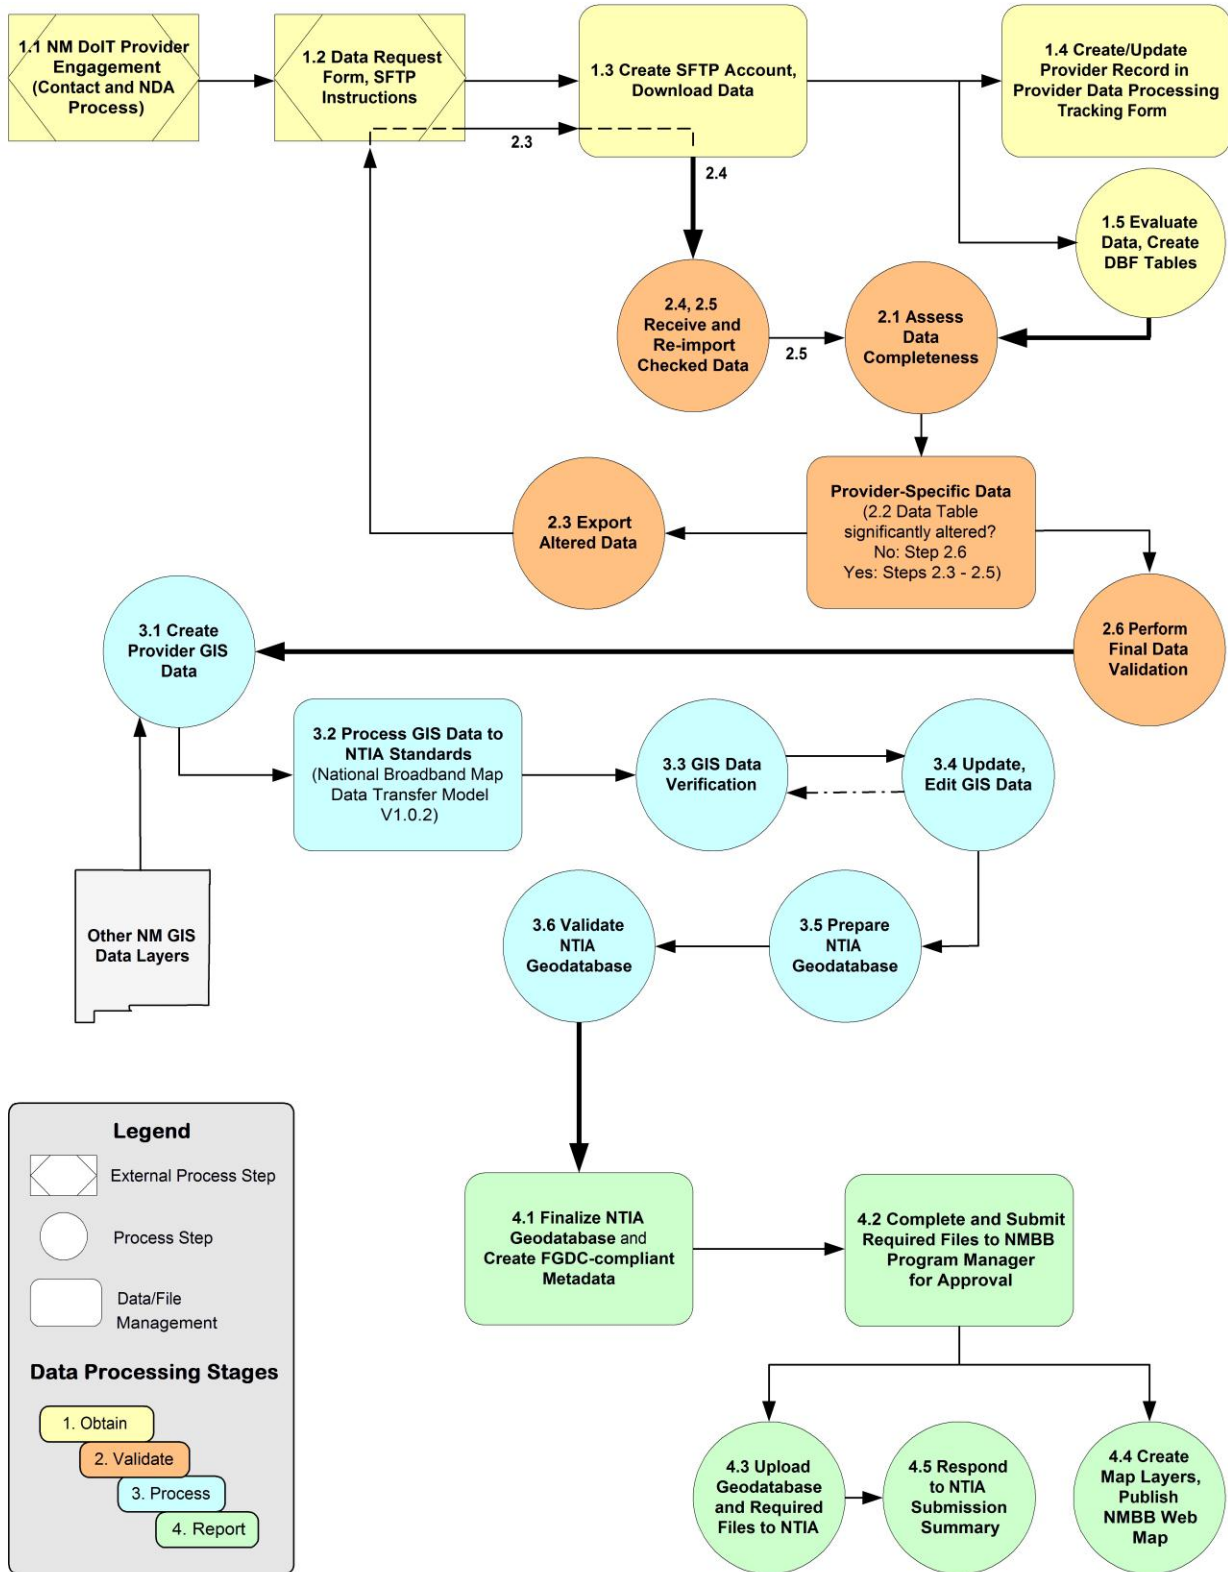 1.1 NM DoIT Provider
Engagement
(Contact and NDA
Process)
1.2 Data Request
Form, SFTP
Instructions
1.3 Create SFTP Account,
Download Data
1.4 Create/Update
Provider Record in
Provider Data Processing
Tracking Form
2.3
2.4
1.5 Evaluate
Data, Create
DBF Tables
2.4, 2.5
Receive and
Re-import
Checked Data
2.5
2.1 Assess
Data
Completeness
2.3 Export
Altered Data
Provider-Specific Data
(2.2 Data Table
significantly altered?
No: Step 2.6
Yes: Steps 2.3 - 2.5)
2.6 Perform
Final Data
Validation
3.1 Create
Provider GIS
Data
3.2 Process GIS Data to
NTIA Standards
(National Broadband Map
Data Transfer Model
V1.0.2)
3.3 GIS Data
Verification
3.4 Update,
Edit GIS Data
Other NM GIS
Data Layers
3.6 Validate
NTIA
Geodatabase
3.5 Prepare
NTIA
Geodatabase
Legend
External Process Step
Process Step
Data/File
Management
Data Processing Stages
1. Obtain
2. Validate
3. Process
4. Report
4.1 Finalize NTIA
Geodatabase and
Create FGDC-compliant
Metadata
4.2 Complete and Submit
Required Files to NMBB
Program Manager
for Approval
4.3 Upload
Geodatabase
and Required
Files to NTIA
4.5 Respond
to NTIA
Submission
Summary
4.4 Create
Map Layers,
Publish
NMBB Web
Map